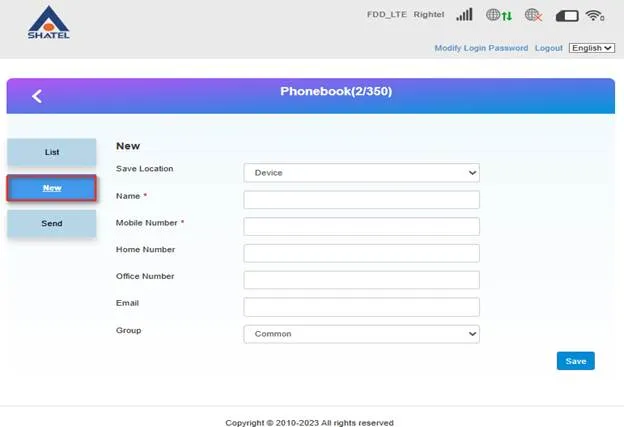 SHATEL
FDD_LTE Rightel
Modify Login Password Logout English
Phonebook(2/350)
List
New
Send
New
Save Location Device
Name *
Mobile Number *
Home Number
Office Number
Email
Group Common
Save
Copyright © 2010-2023 All rights reserved